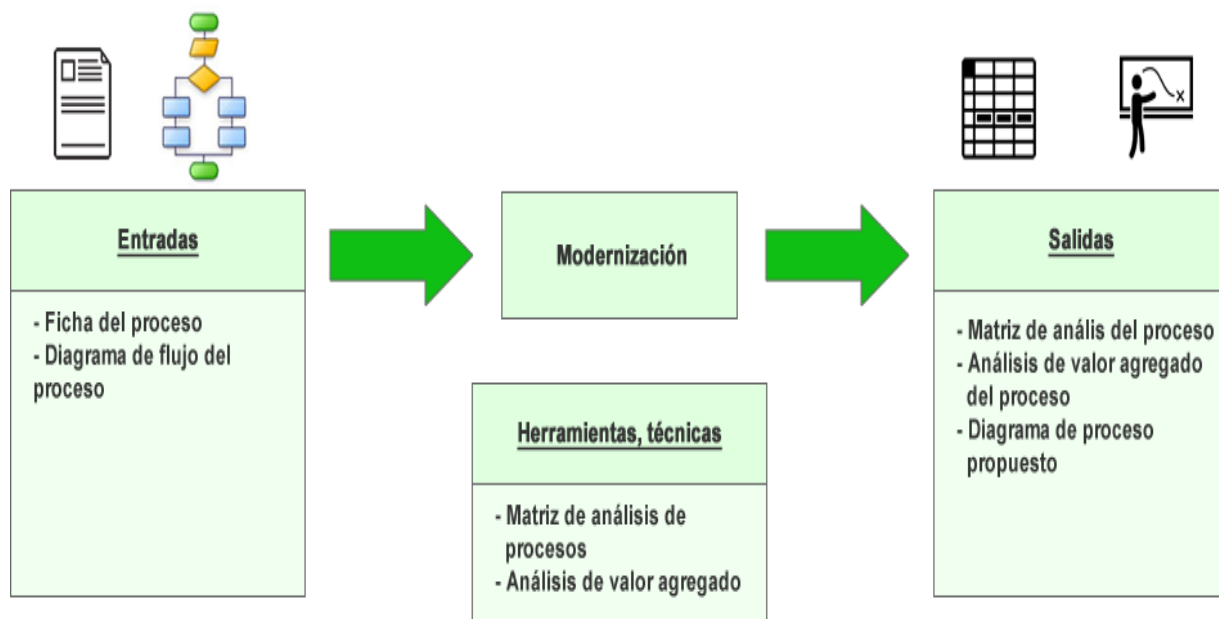 Entradas
- Ficha del proceso
- Diagrama de flujo del
proceso
Modernización
Herramientas, técnicas
- Matriz de análisis de
procesos
- Análisis de valor agregado
Salidas
- Matriz de anális del proceso
- Análisis de valor agregado
del proceso
- Diagrama de proceso
propuesto